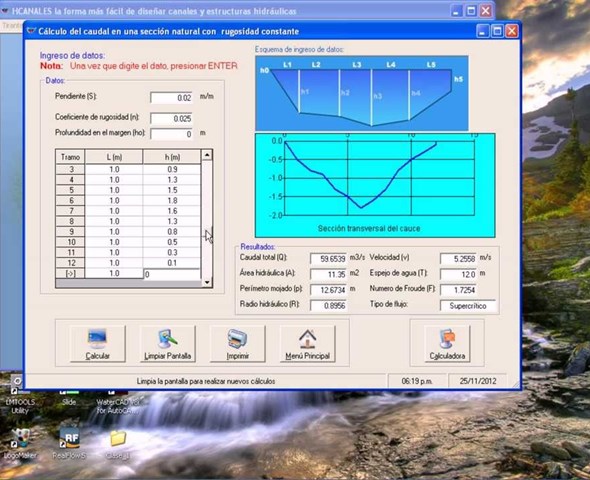 HCANALES la forma más fácil de diseñar canales y estructuras hidráulicas
Cálculo del caudal en una sección natural con rugosidad constante
Ingreso de datos:
Nota: Una vez que digite el dato, presionar ENTER
Datos:
Pendiente (S): 0.02 m/m
Coeficiente de rugosidad (n): 0.025
Profundidad en el margen (ho): 0 m
Tramo L (m) h (m)
3 1.0 0.9
4 1.0 1.3
5 1.0 1.5
6 1.0 1.8
7 1.0 1.6
8 1.0 1.3
9 1.0 0.8
10 1.0 0.5
11 1.0 0.3
12 1.0 0.1
[->] 1.0 0
Esquema de ingreso de datos:
L1 L2 L3 L4 L5
h0 h1 h2 h3 h4 h5
0 5 10 15
0.0
-0.5
-1.0
-1.5
-2.0
Sección transversal del cauce
Resultados:
Caudal total (Q): 59.6539 m3/s Velocidad (v) 5.2558 m/s
Área hidráulica (A): 11.35 m2 Espejo de agua (T): 12.0 m
Perímetro mojado (p): 12.6734 m Numero de Froude (F): 1.7254
Radio hidráulico (R): 0.8956 Tipo de flujo: Supercrítico
Calcular Limpiar Pantalla Imprimir Menú Principal Calculadora
Limpia la pantalla para realizar nuevos cálculos 06:19 p.m. 25/11/2012
LMTOOLS Utility
Slide...
WaterCAD for AutoCA...
LogoMaker
RF
RealFlow5
Clase